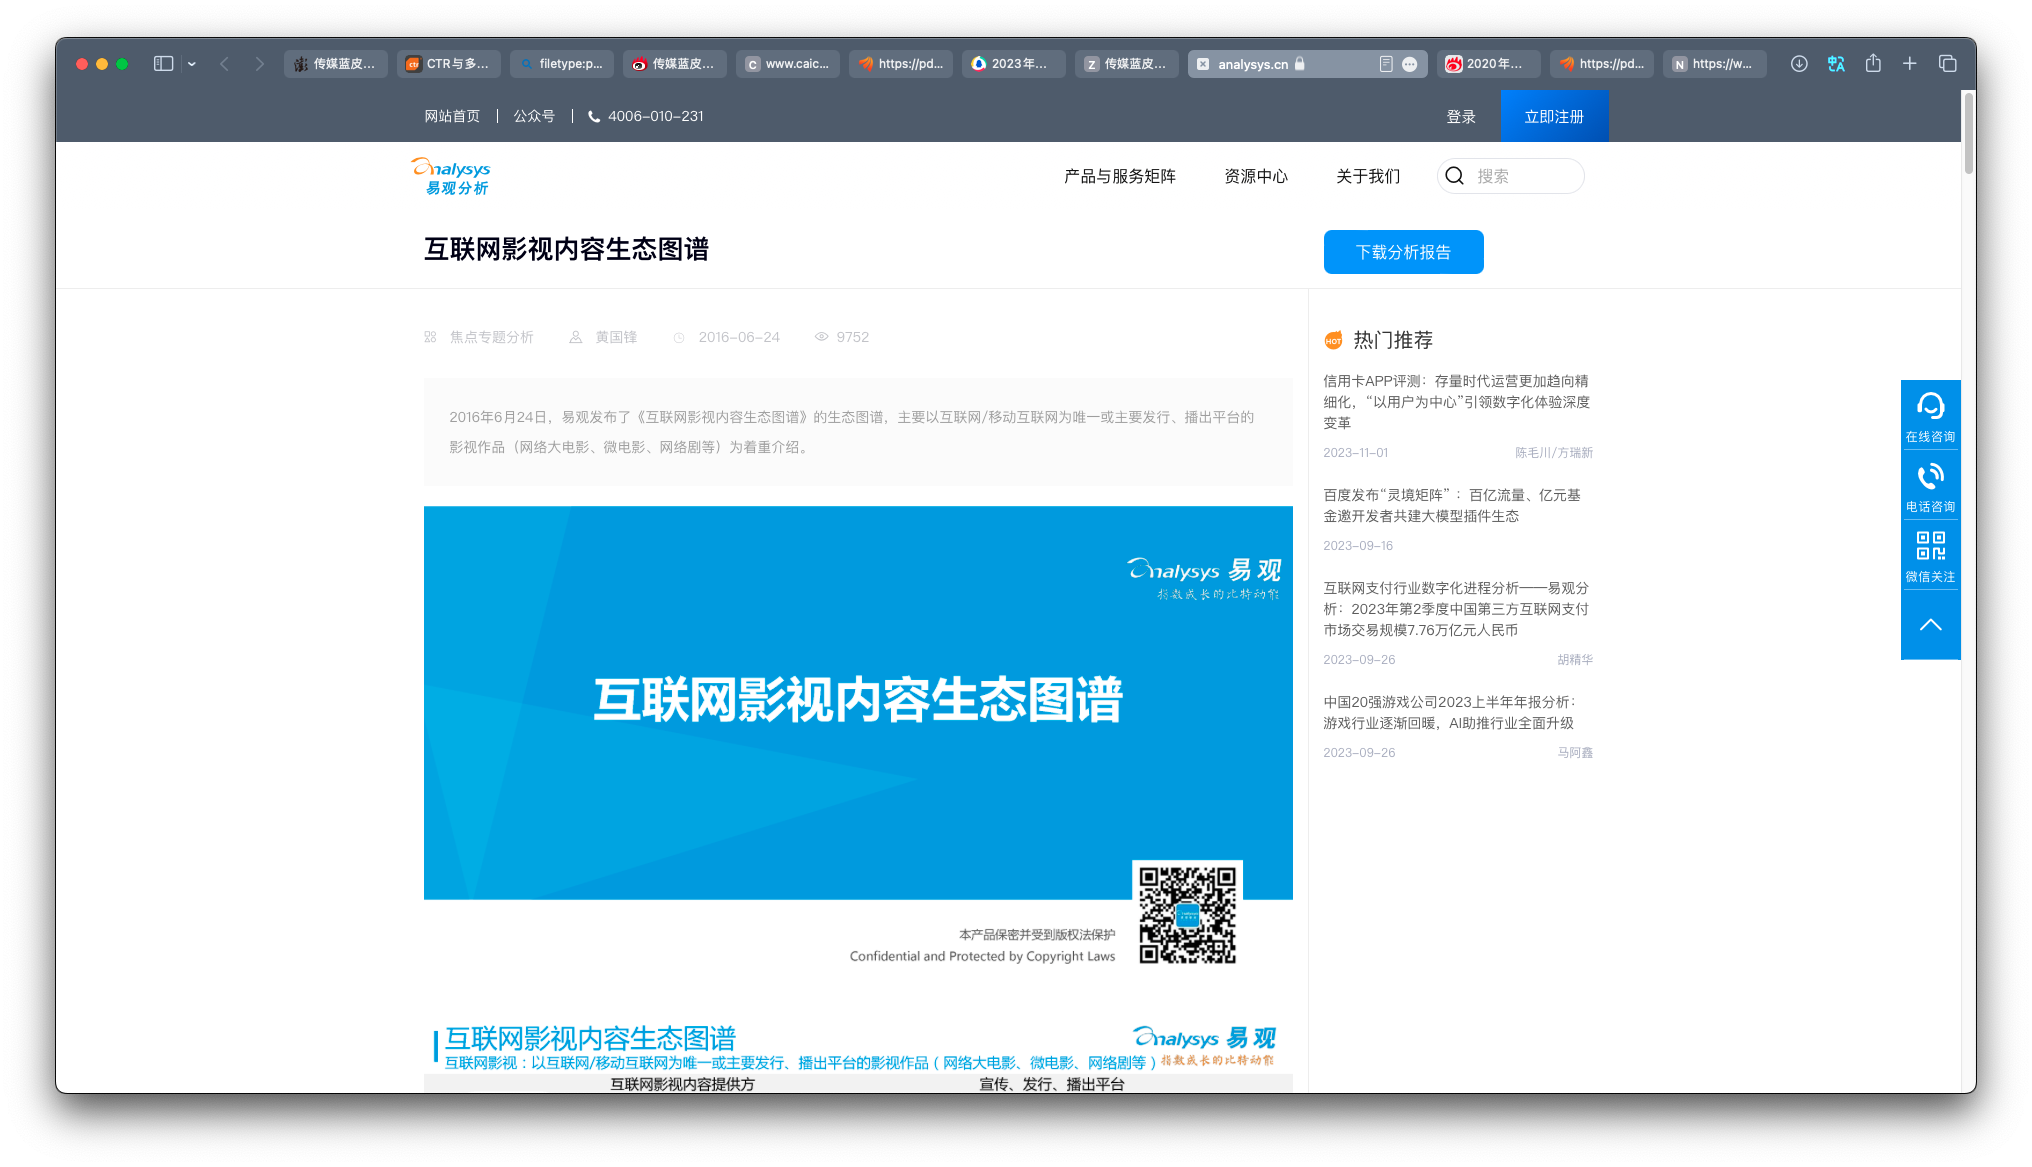 传媒蓝皮... CTR与多... filetype:p... 传媒蓝皮... www.caic... https://pd... 2023年... 传媒蓝皮... analysys.cn 2020年... https://pd... https://w...
网站首页 | 公众号 | 4006-010-231 登录 立即注册
analysys
易观分析
产品与服务矩阵 资源中心 关于我们 搜索
互联网影视内容生态图谱 下载分析报告
焦点专题分析 黄国锋 2016-06-24 9752
2016年6月24日，易观发布了《互联网影视内容生态图谱》的生态图谱，主要以互联网/移动互联网为唯一或主要发行、播出平台的
影视作品（网络大电影、微电影、网络剧等）为着重介绍。
analysys 易观
指数成长的比特动能
互联网影视内容生态图谱
本产品保密并受到版权法保护
Confidential and Protected by Copyright Laws
互联网影视内容生态图谱
analysys 易观
互联网影视：以互联网/移动互联网为唯一或主要发行、播出平台的影视作品（网络大电影、微电影、网络剧等）
指数成长的比特动能
互联网影视内容提供方 宣传、发行、播出平台
HOT 热门推荐
信用卡APP评测：存量时代运营更加趋向精
细化，“以用户为中心”引领数字化体验深度
变革
2023-11-01 陈毛川/方瑞新
百度发布“灵境矩阵” ：百亿流量、亿元基
金邀开发者共建大模型插件生态
2023-09-16
互联网支付行业数字化进程分析——易观分
析：2023年第2季度中国第三方互联网支付
市场交易规模7.76万亿元人民币
2023-09-26 胡精华
中国20强游戏公司2023上半年年报分析：
游戏行业逐渐回暖，AI助推行业全面升级
2023-09-26 马阿鑫
在线咨询
电话咨询
微信关注